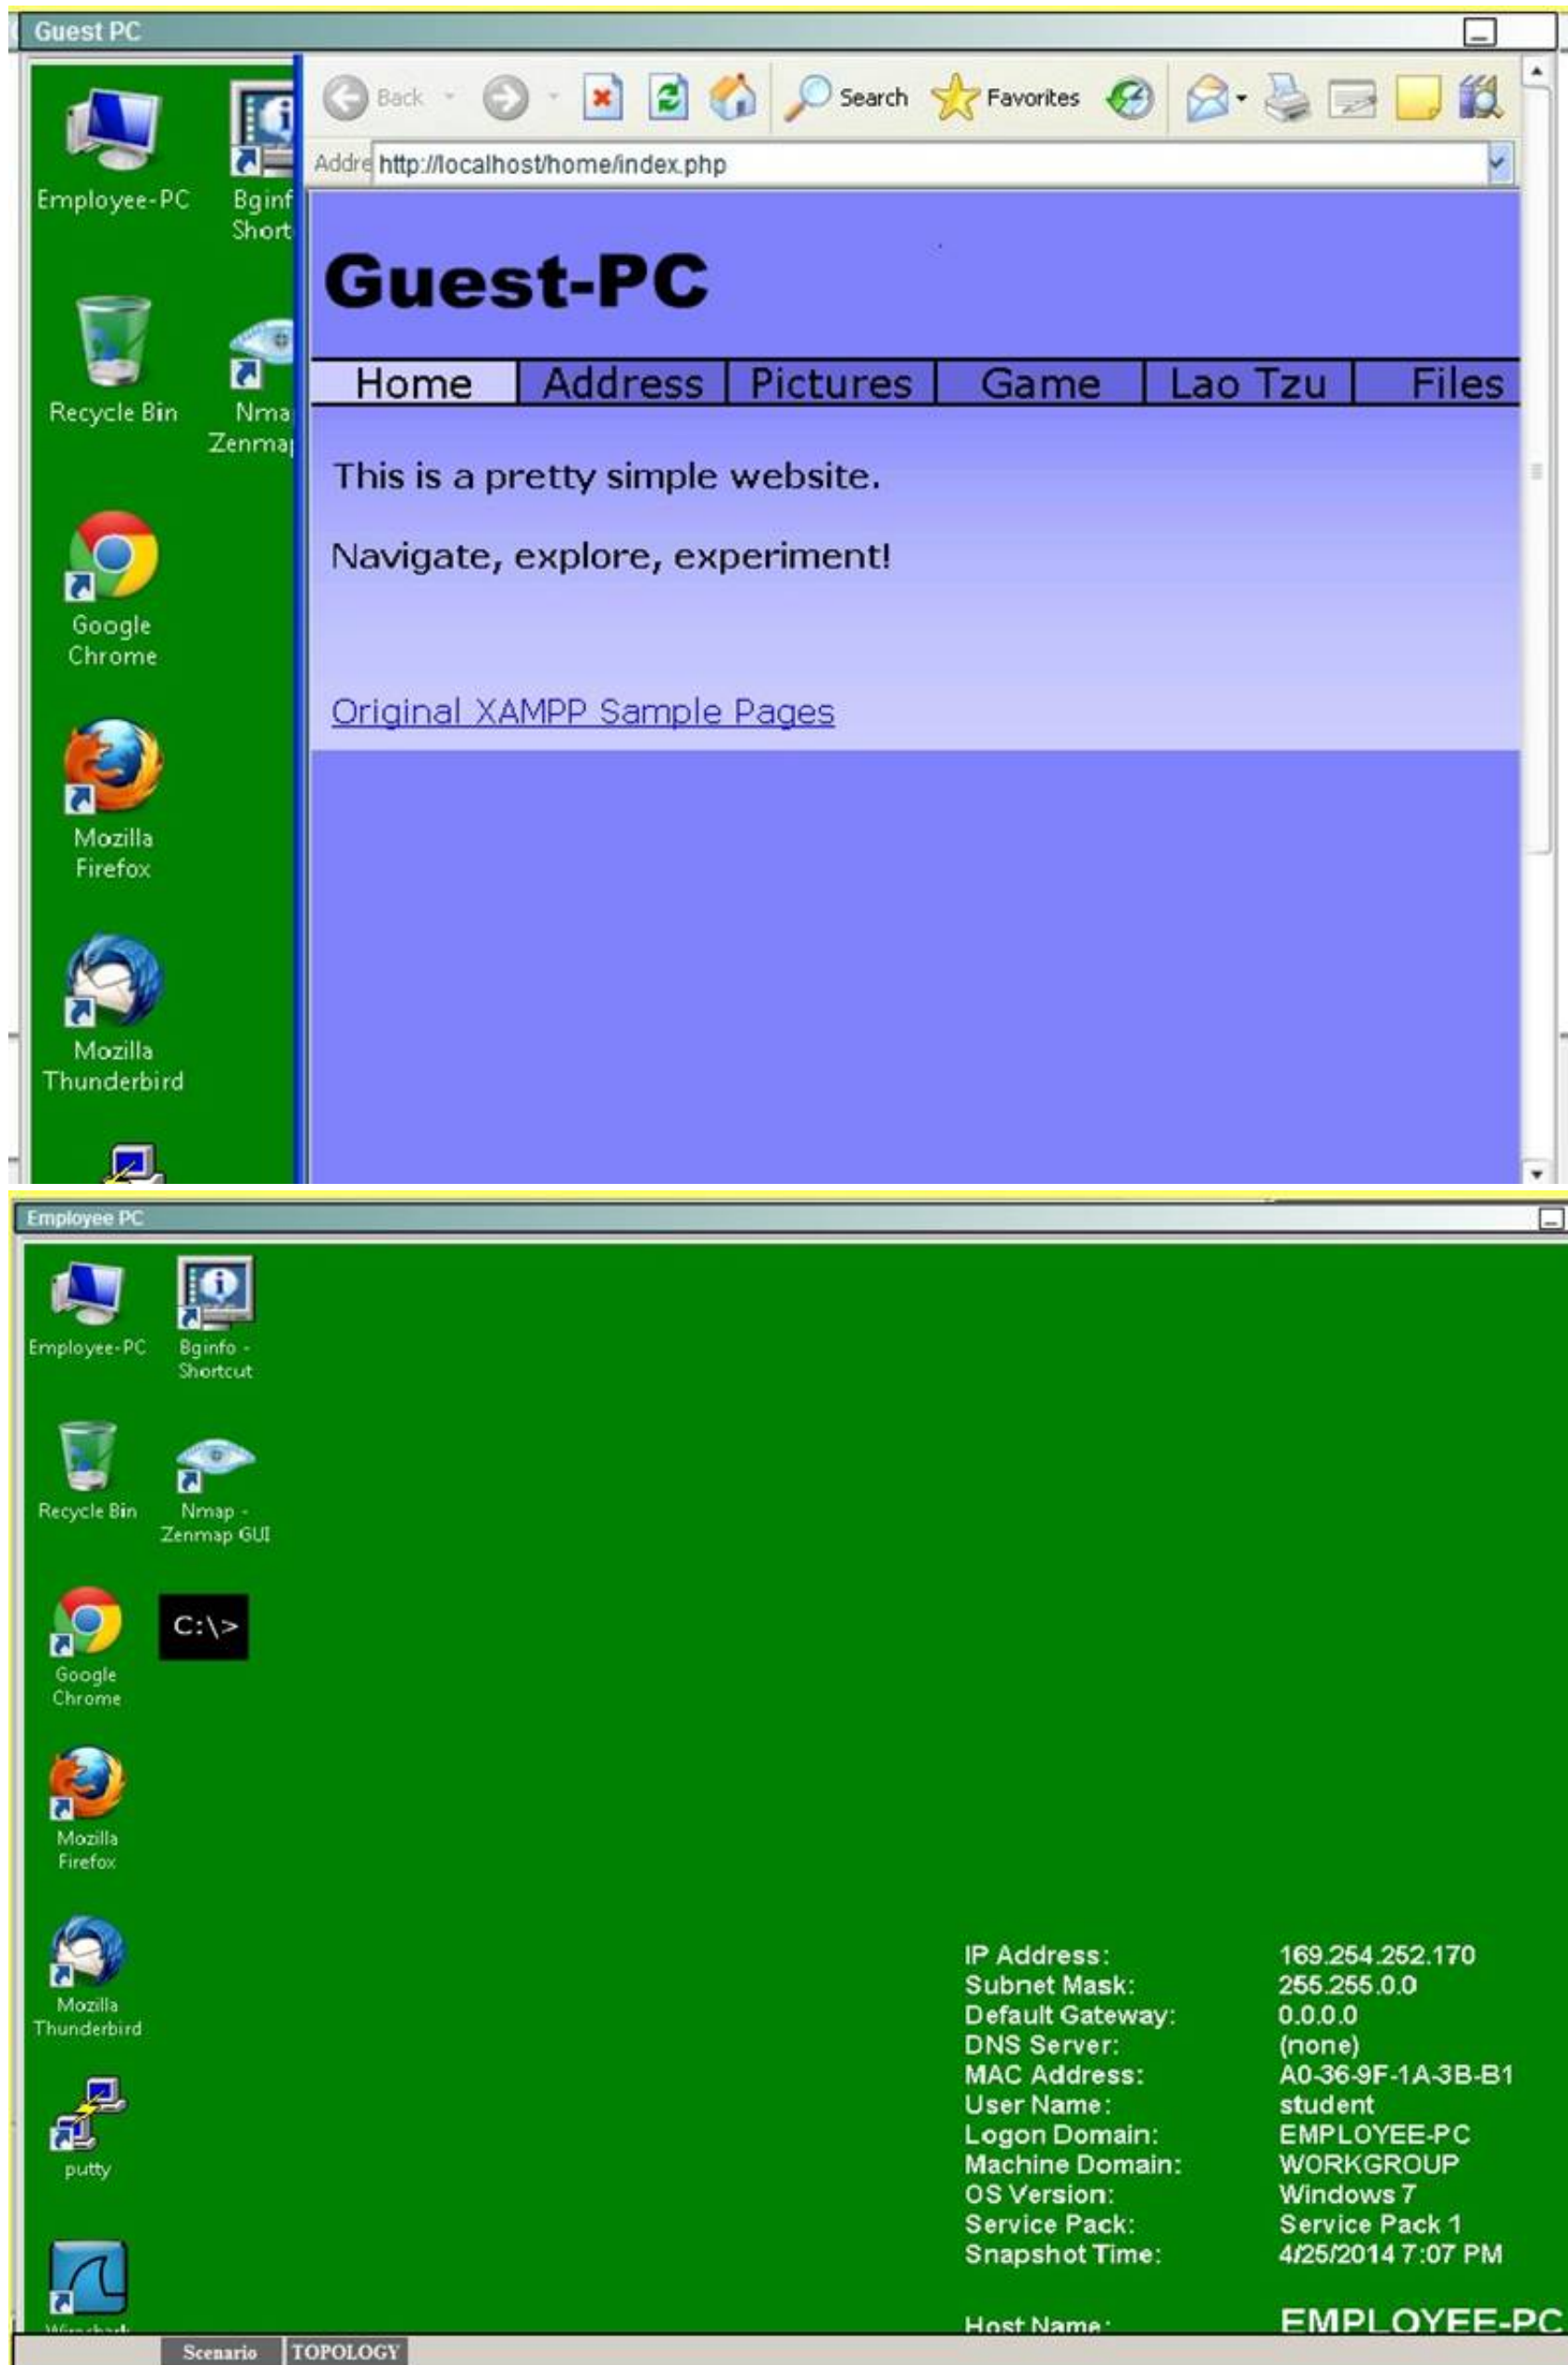 Guest PC
Back
Search
Favorites
Addre
http://localhost/home/index.php
Employee-PC
Bginf
Short
Guest-PC
Home
Address
Pictures
Game
Lao Tzu
Files
Recycle Bin
Nma
Zenmap
This is a pretty simple website.
Navigate, explore, experiment!
Google
Chrome
Original XAMPP Sample Pages
Mozilla
Firefox
Mozilla
Thunderbird
Employee PC
Employee-PC
Bginfo -
Shortcut
Recycle Bin
Nmap -
Zenmap GUI
C:\>
Google
Chrome
Mozilla
Firefox
Mozilla
Thunderbird
putty
IP Address: 169.254.252.170
Subnet Mask: 255.255.0.0
Default Gateway: 0.0.0.0
DNS Server: (none)
MAC Address: A0-36-9F-1A-3B-B1
User Name: student
Logon Domain: EMPLOYEE-PC
Machine Domain: WORKGROUP
OS Version: Windows 7
Service Pack: Service Pack 1
Snapshot Time: 4/25/2014 7:07 PM
Host Name: EMPLOYEE-PC
Scenario
TOPOLOGY